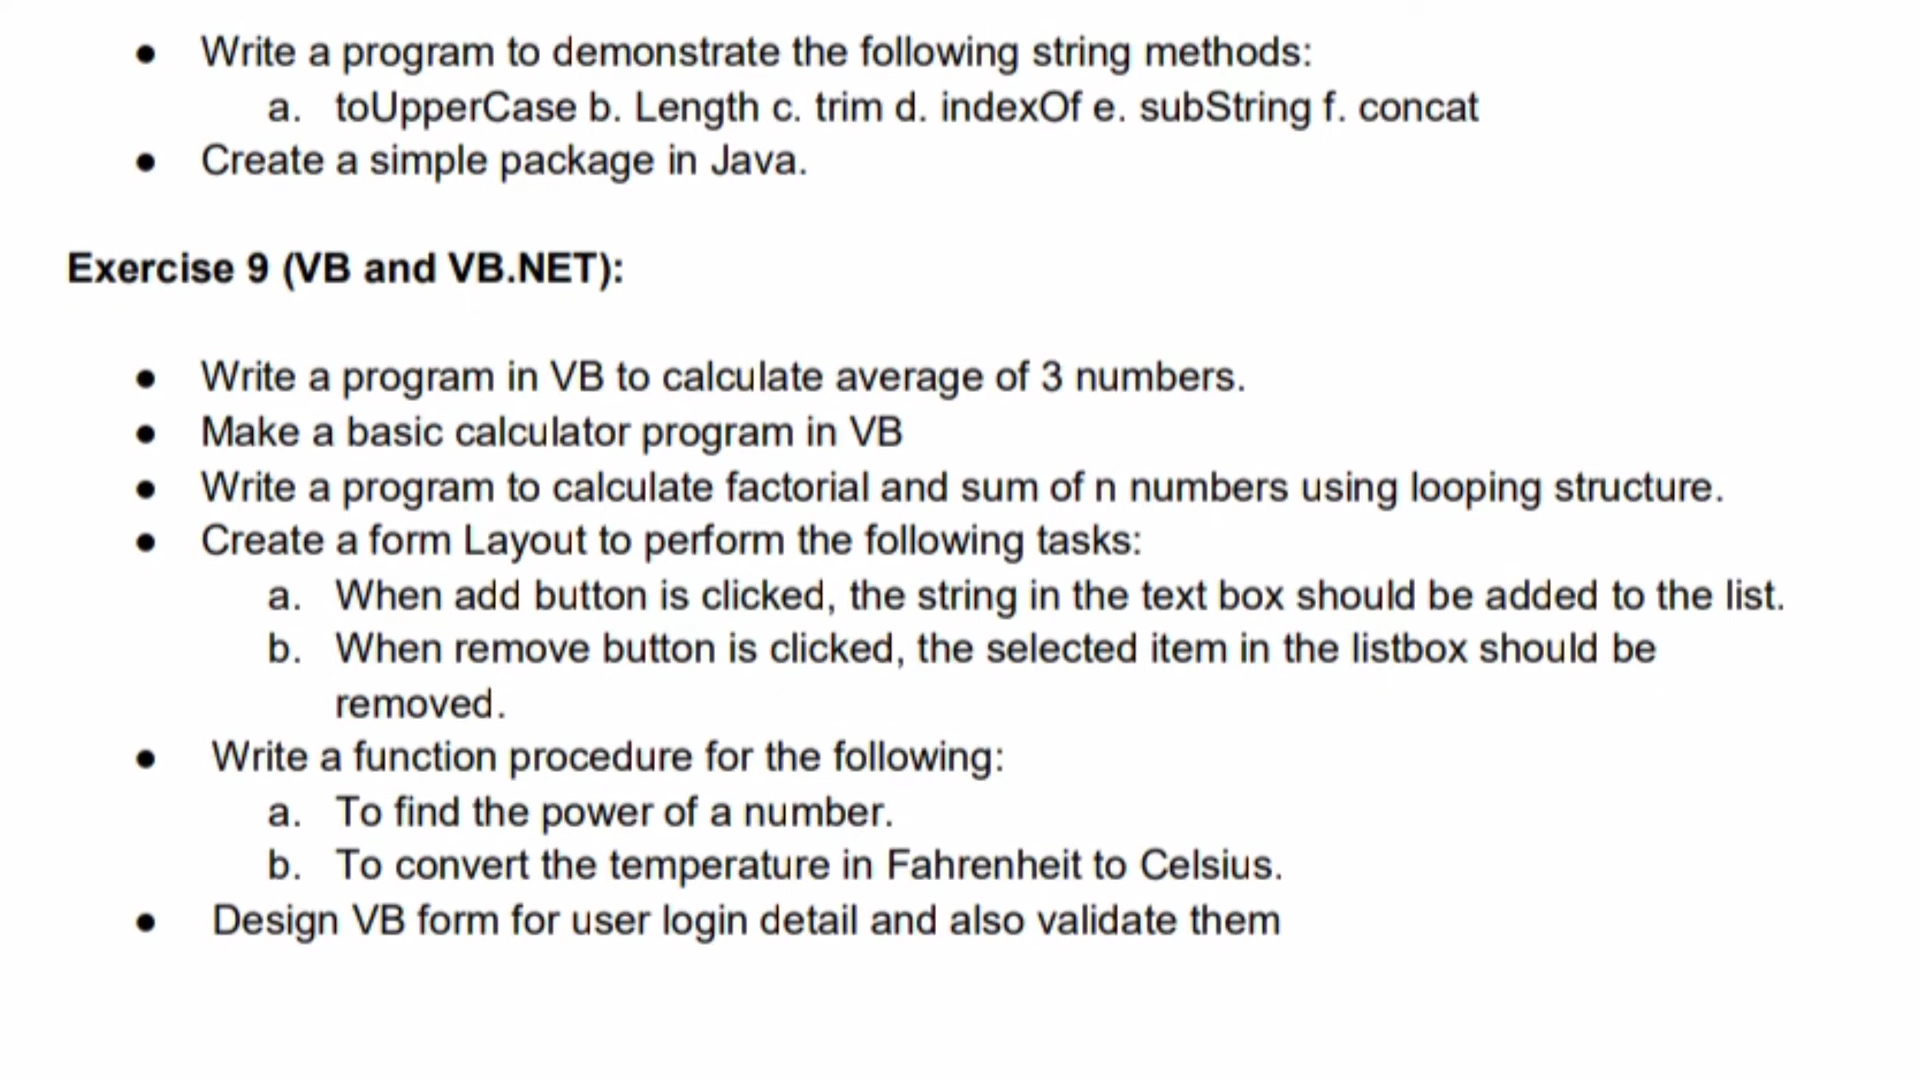 ● Write a program to demonstrate the following string methods:
a. toUpperCase b. Length c. trim d. indexOf e. subString f. concat
● Create a simple package in Java.
Exercise 9 (VB and VB.NET):
● Write a program in VB to calculate average of 3 numbers.
● Make a basic calculator program in VB
● Write a program to calculate factorial and sum of n numbers using looping structure.
● Create a form Layout to perform the following tasks:
a. When add button is clicked, the string in the text box should be added to the list.
b. When remove button is clicked, the selected item in the listbox should be
removed.
● Write a function procedure for the following:
a. To find the power of a number.
b. To convert the temperature in Fahrenheit to Celsius.
● Design VB form for user login detail and also validate them